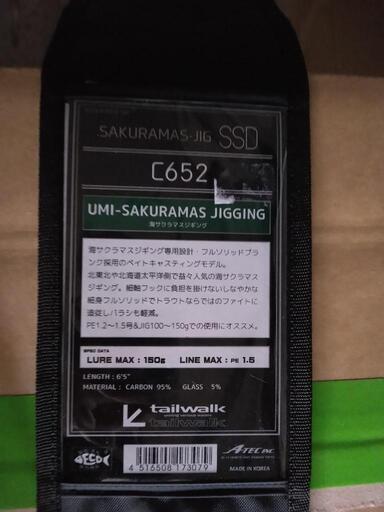 SAKURAMAS-JIG SSD
C652
UMI-SAKURAMAS JIGGING
海サクラマスジギング
海サクラマスジギング専用設計・フルソリッドブラ
ンク採用のベイトキャスティングモデル。
北東北や北海道太平洋側で益々人気の海サクラマス
ジギング。細軸フックに負担を掛けないしなやかな
細身フルソリッドでトラウトならではのファイトに
追従しバラシも軽減。
PE1.2〜1.5号&JIG100〜150gでの使用にオススメ。
SPEC DATA
LURE MAX : 150g LINE MAX : PE 1.5
LENGTH : 6'5"
MATERIAL : CARBON 95% GLASS 5%
tailwalk
tailwalk
4 516508 173079
A-TEC INC
MADE IN KOREA